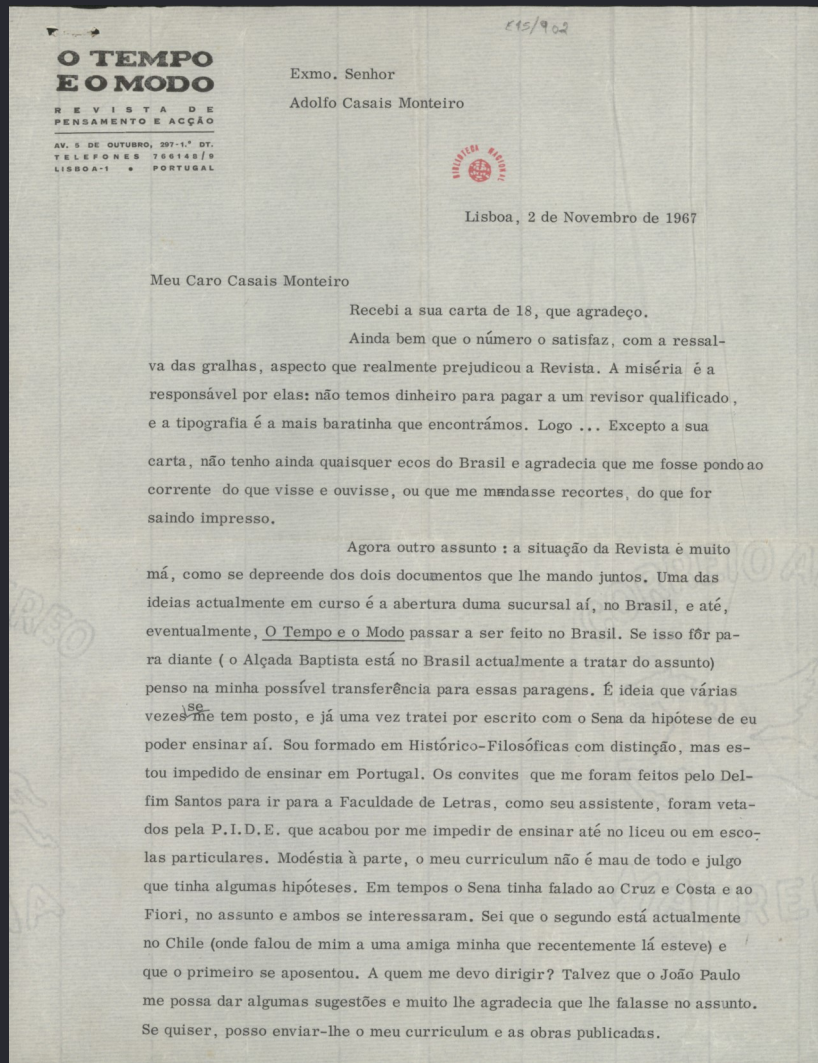 E15/902
O TEMPO
E O MODO
REVISTA DE
PENSAMENTO E ACÇÃO
AV. 5 DE OUTUBRO, 297-1.º DT.
TELEFONES 766148/9
LISBOA-1 • PORTUGAL
Exmo. Senhor
Adolfo Casais Monteiro
BIBLIOTECA NACIONAL
Lisboa, 2 de Novembro de 1967
Meu Caro Casais Monteiro
Recebi a sua carta de 18, que agradeço.
Ainda bem que o número o satisfaz, com a ressal-
va das gralhas, aspecto que realmente prejudicou a Revista. A miséria é a
responsável por elas: não temos dinheiro para pagar a um revisor qualificado,
e a tipografia é a mais baratinha que encontrámos. Logo ... Excepto a sua
carta, não tenho ainda quaisquer ecos do Brasil e agradecia que me fosse pondo ao
corrente do que visse e ouvisse, ou que me mandasse recortes, do que for
saindo impresso.
Agora outro assunto : a situação da Revista é muito
má, como se depreende dos dois documentos que lhe mando juntos. Uma das
ideias actualmente em curso é a abertura duma sucursal aí, no Brasil, e até,
eventualmente, O Tempo e o Modo passar a ser feito no Brasil. Se isso fôr pa-
ra diante ( o Alçada Baptista está no Brasil actualmente a tratar do assunto)
penso na minha possível transferência para essas paragens. É ideia que várias
vezes se me tem posto, e já uma vez tratei por escrito com o Sena da hipótese de eu
poder ensinar aí. Sou formado em Histórico-Filosóficas com distinção, mas es-
tou impedido de ensinar em Portugal. Os convites que me foram feitos pelo Del-
fim Santos para ir para a Faculdade de Letras, como seu assistente, foram veta-
dos pela P.I.D.E. que acabou por me impedir de ensinar até no liceu ou em esco-
las particulares. Modéstia à parte, o meu curriculum não é mau de todo e julgo
que tinha algumas hipóteses. Em tempos o Sena tinha falado ao Cruz e Costa e ao
Fiori, no assunto e ambos se interessaram. Sei que o segundo está actualmente
no Chile (onde falou de mim a uma amiga minha que recentemente lá esteve) e
que o primeiro se aposentou. A quem me devo dirigir? Talvez que o João Paulo
me possa dar algumas sugestões e muito lhe agradecia que lhe falasse no assunto.
Se quiser, posso enviar-lhe o meu curriculum e as obras publicadas.